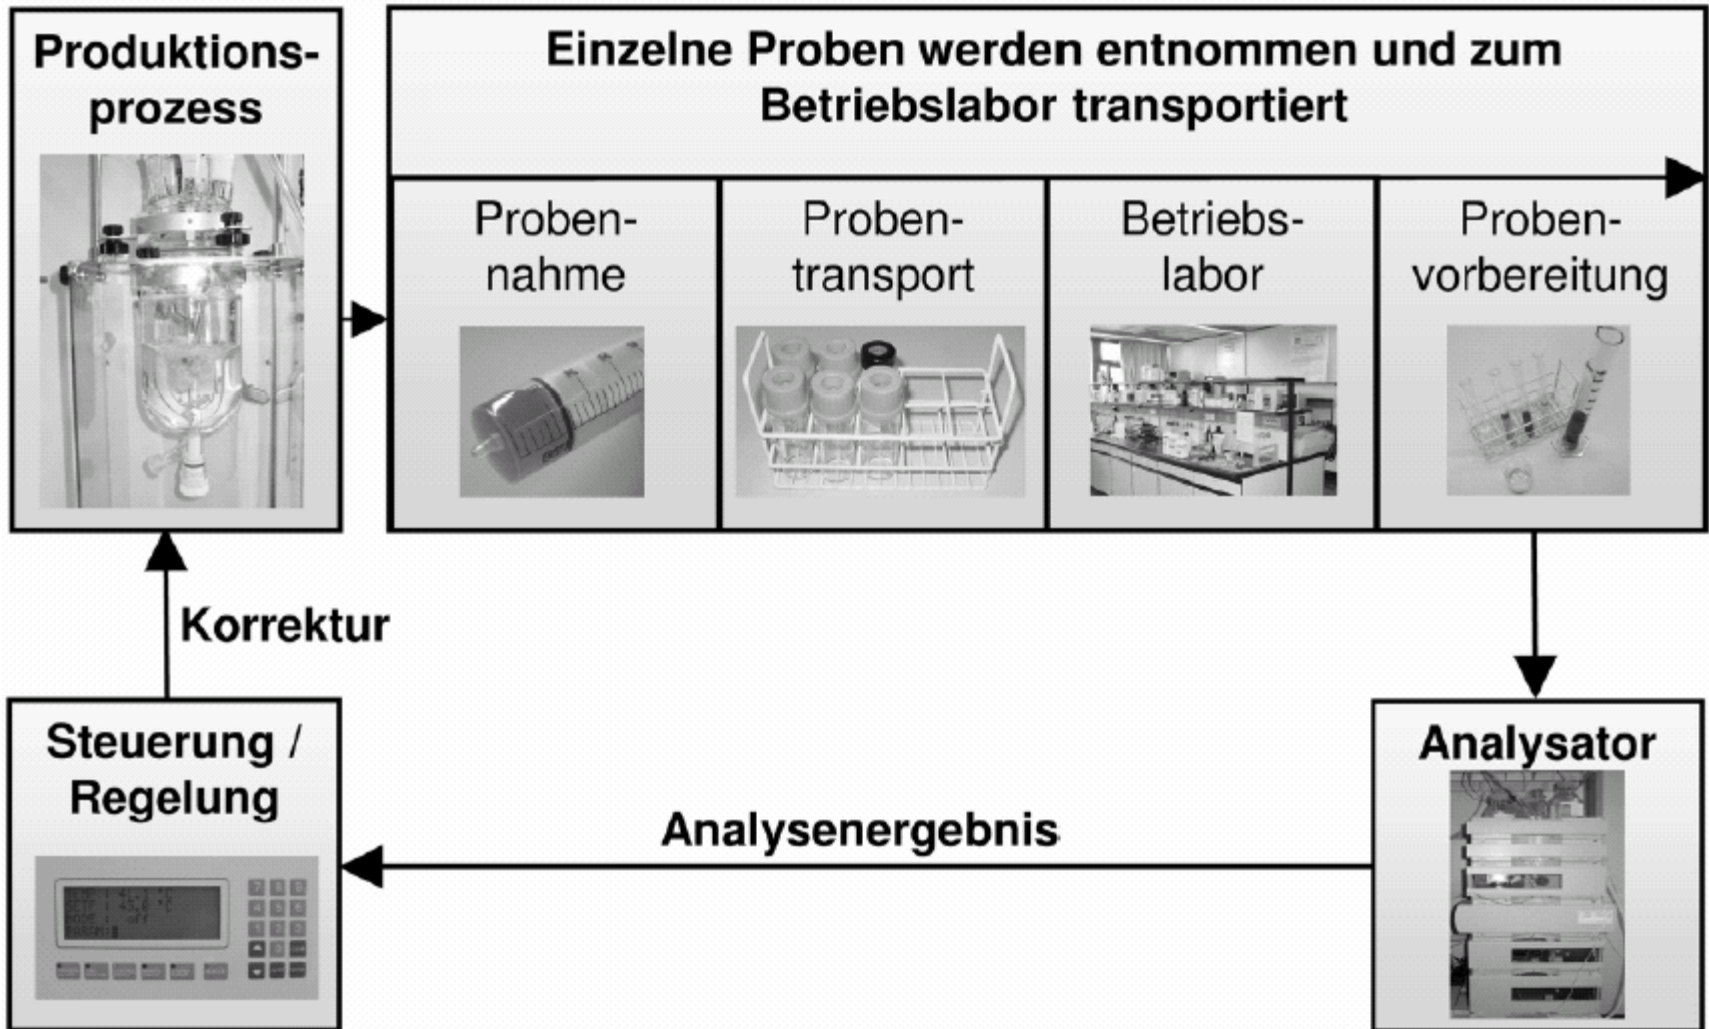 Produktions-
prozess
Einzelne Proben werden entnommen und zum
Betriebslabor transportiert
Proben-
nahme
Proben-
transport
Betriebs-
labor
Proben-
vorbereitung
Korrektur
Steuerung /
Regelung
Analysenergebnis
Analysator